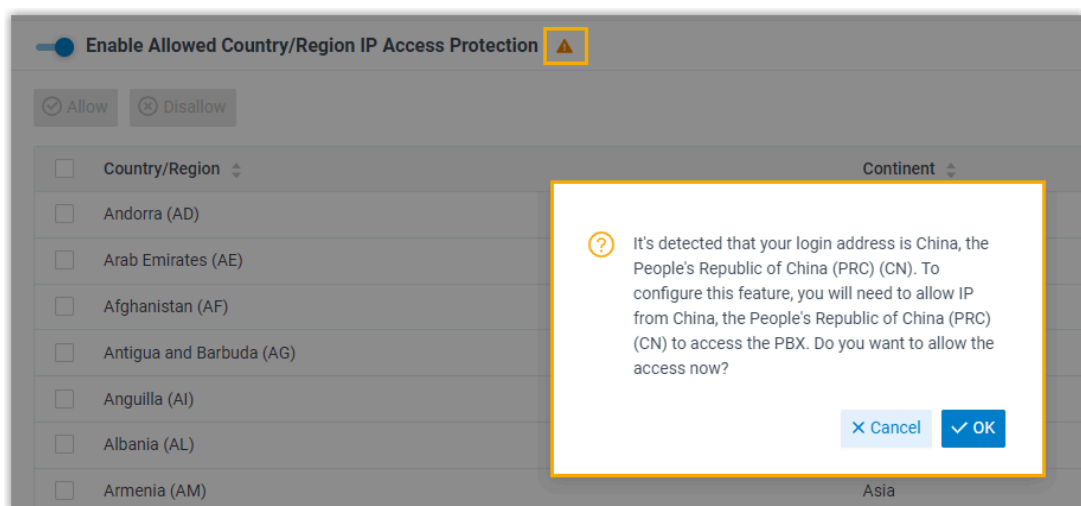 Enable Allowed Country/Region IP Access Protection
Allow Disallow
Country/Region Continent
Andorra (AD)
Arab Emirates (AE)
Afghanistan (AF)
Antigua and Barbuda (AG)
Anguilla (AI)
Albania (AL)
Armenia (AM) Asia
It's detected that your login address is China, the
People's Republic of China (PRC) (CN). To
configure this feature, you will need to allow IP
from China, the People's Republic of China (PRC)
(CN) to access the PBX. Do you want to allow the
access now?
Cancel OK